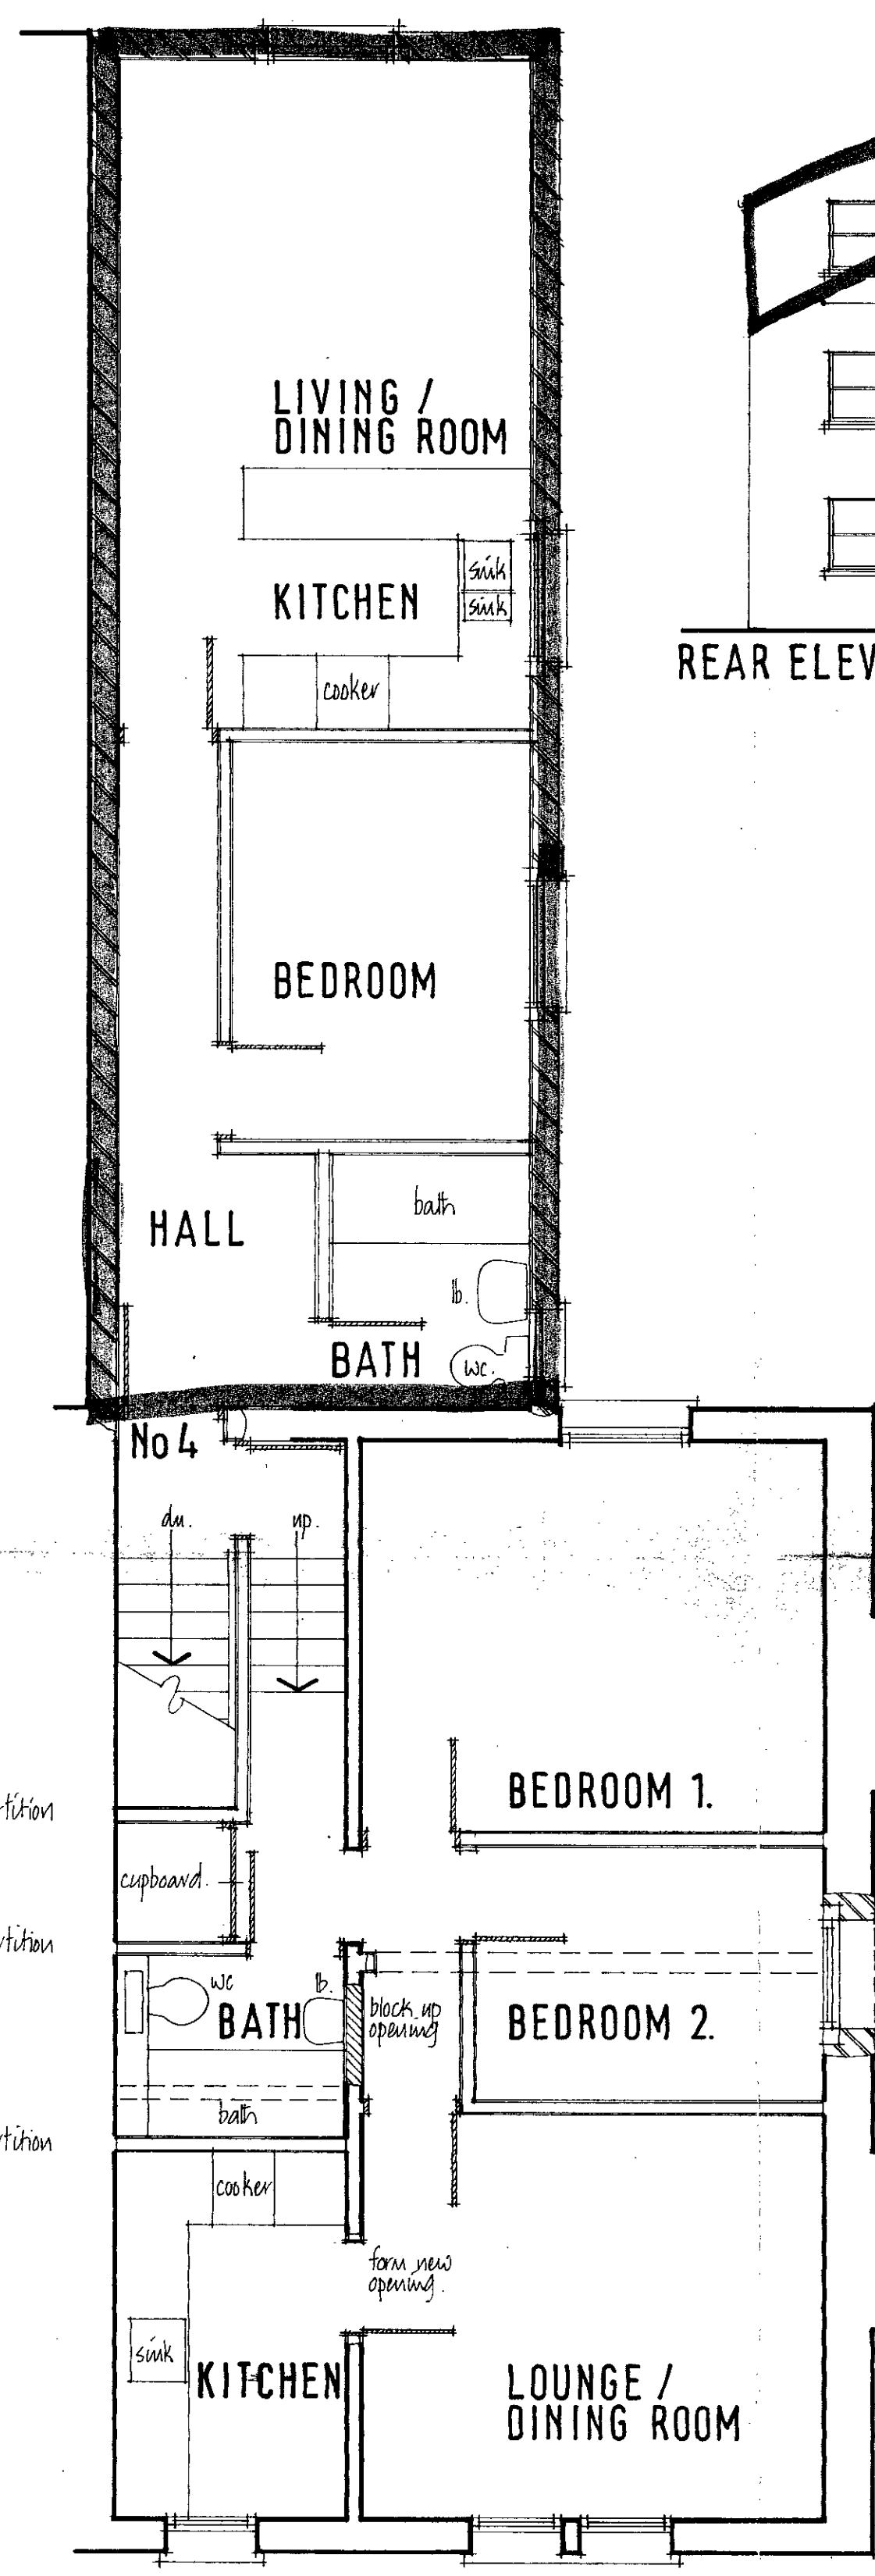 LIVING /
DINING ROOM
sink
KITCHEN
sink
REAR ELEV
cooker
BEDROOM
bath
HALL
lb.
BATH
wc.
No 4
dn.
up.
BEDROOM 1.
tition
cupboard.
tition
wc
lb.
block up
opening
BATH
BEDROOM 2.
bath
tition
cooker
form new
opening.
sink
KITCHEN
LOUNGE /
DINING ROOM